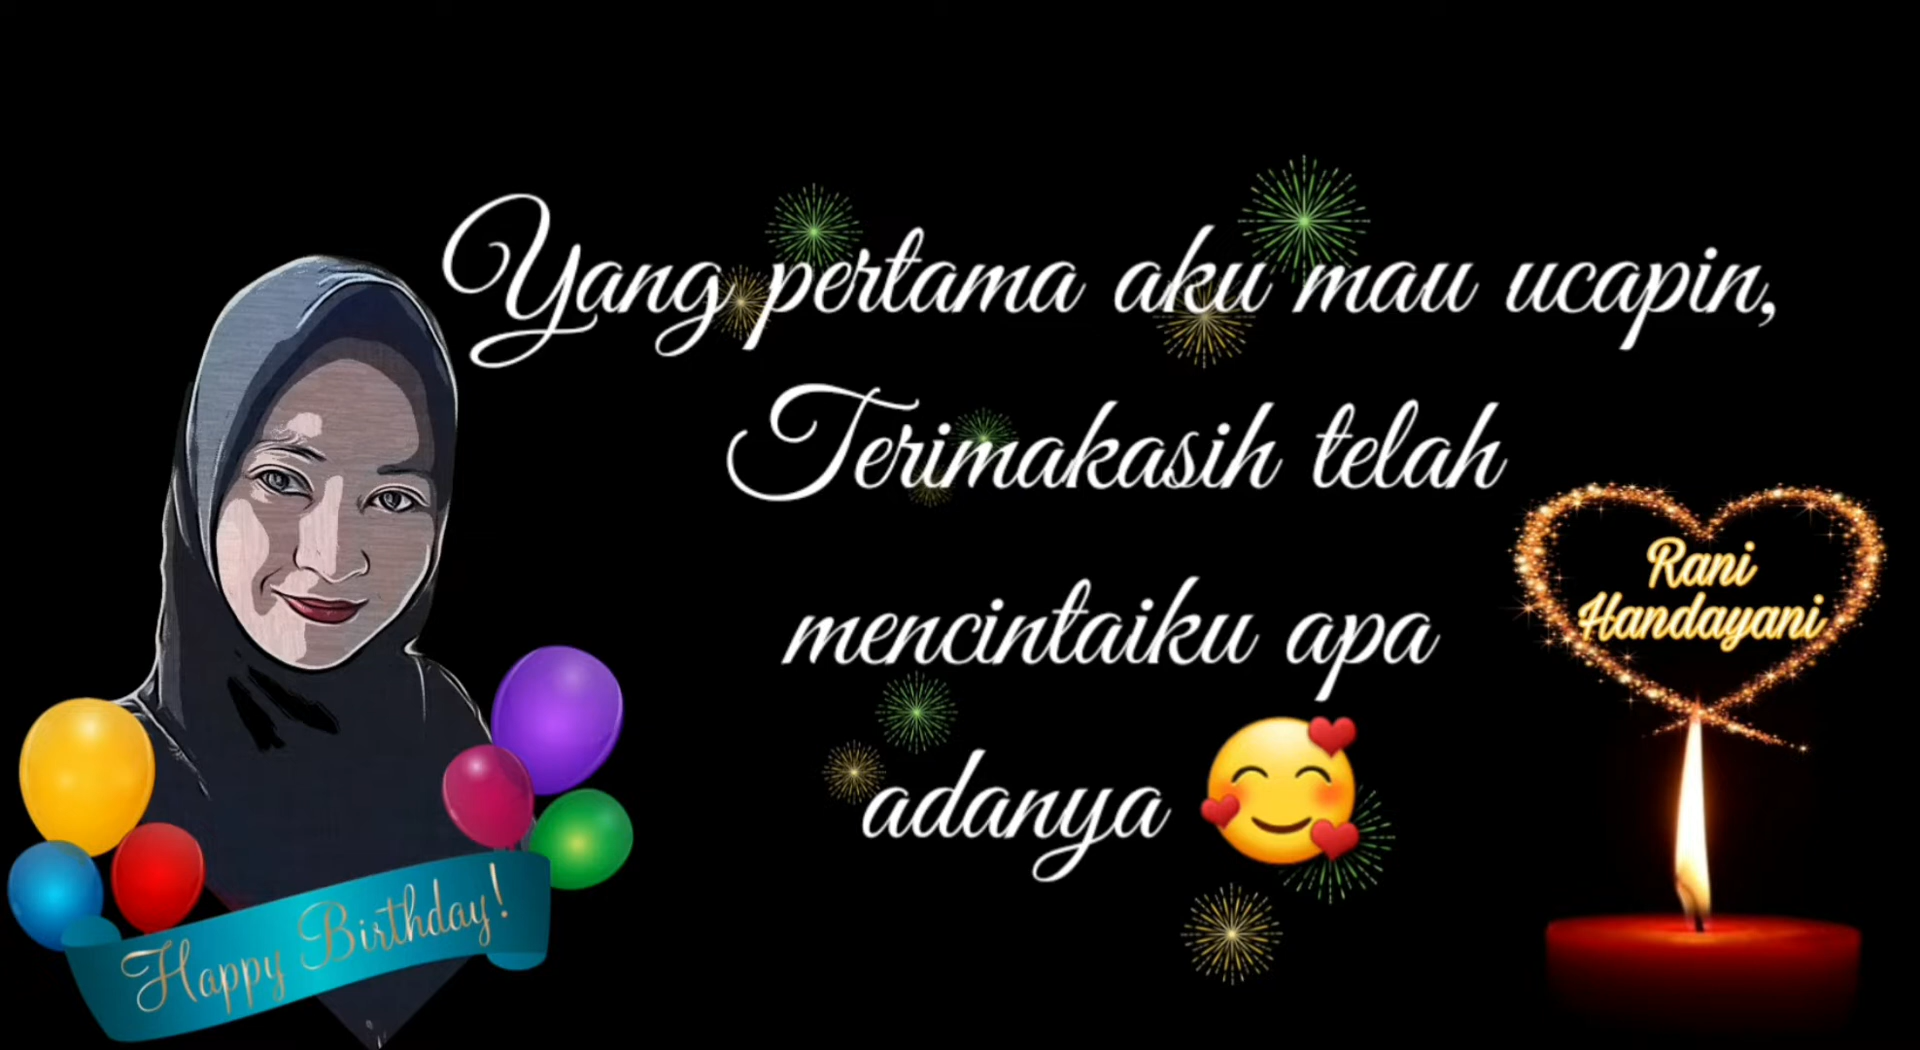 Yang pertama aku mau ucapin,
Terimakasih telah
mencintaiku apa
adanya 🥰
Rani
Handayani
Happy Birthday!